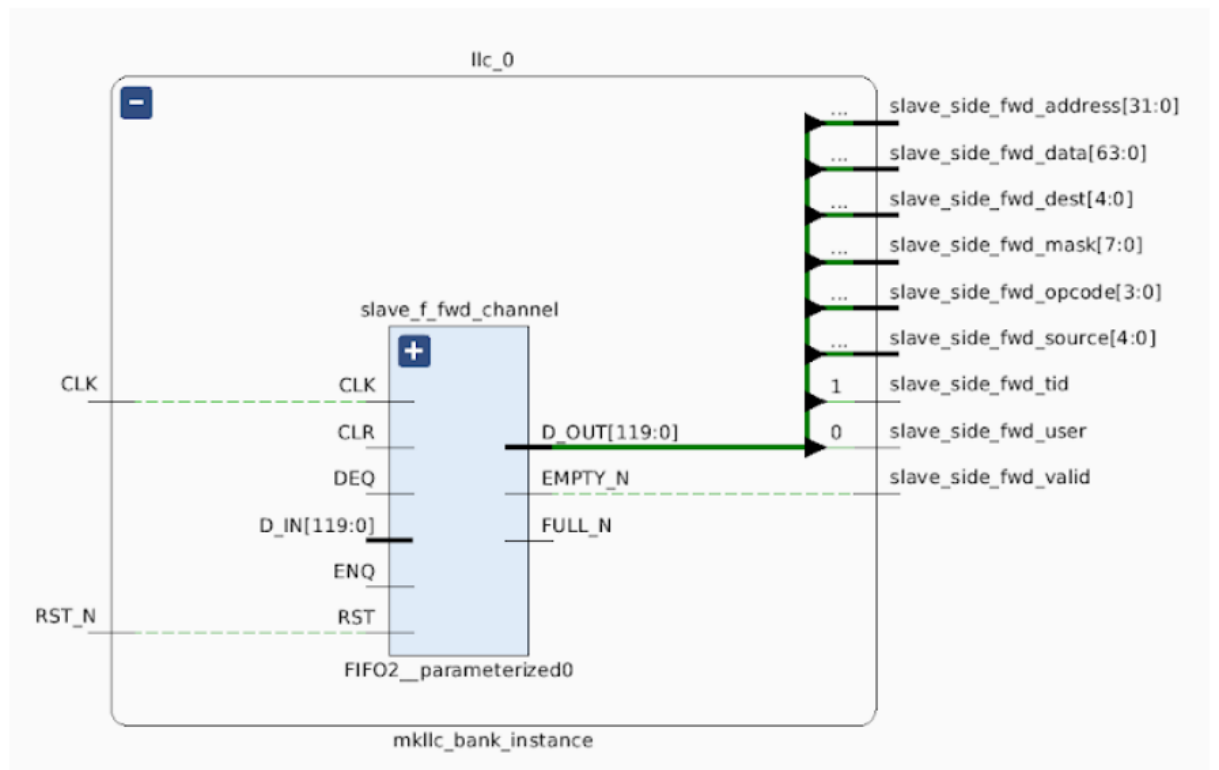 llc_0
−
... slave_side_fwd_address[31:0]
... slave_side_fwd_data[63:0]
... slave_side_fwd_dest[4:0]
... slave_side_fwd_mask[7:0]
... slave_side_fwd_opcode[3:0]
... slave_side_fwd_source[4:0]
1 slave_side_fwd_tid
0 slave_side_fwd_user
slave_side_fwd_valid
slave_f_fwd_channel
+
CLK
CLK
CLR
DEQ
D_IN[119:0]
ENQ
RST_N
RST
D_OUT[119:0]
EMPTY_N
FULL_N
FIFO2__parameterized0
mkllc_bank_instance